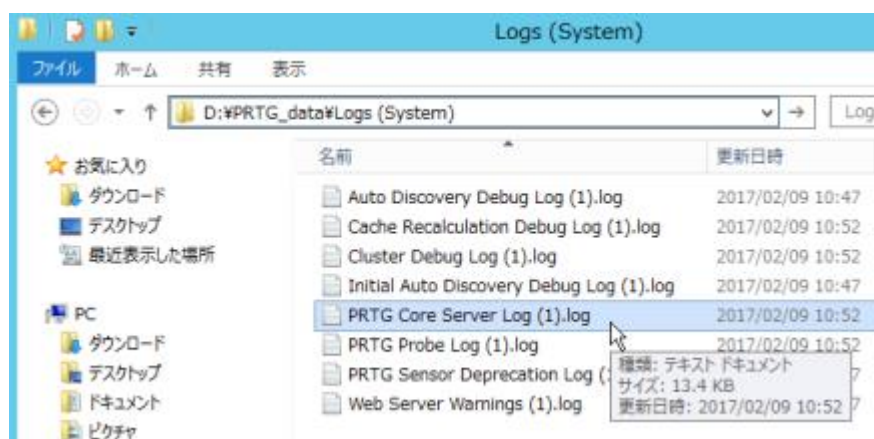 Logs (System)
ファイル ホーム 共有 表示
D:¥PRTG_data¥Logs (System)
Log
お気に入り
ダウンロード
デスクトップ
最近表示した場所
PC
ダウンロード
デスクトップ
ドキュメント
ピクチャ
名前 更新日時
Auto Discovery Debug Log (1).log 2017/02/09 10:47
Cache Recalculation Debug Log (1).log 2017/02/09 10:52
Cluster Debug Log (1).log 2017/02/09 10:52
Initial Auto Discovery Debug Log (1).log 2017/02/09 10:47
PRTG Core Server Log (1).log 2017/02/09 10:52
PRTG Probe Log (1).log 2017/02/09 10:52
PRTG Sensor Deprecation Log ( 7
Web Server Warnings (1).log 7
種類: テキスト ドキュメント
サイズ: 13.4 KB
更新日時: 2017/02/09 10:52